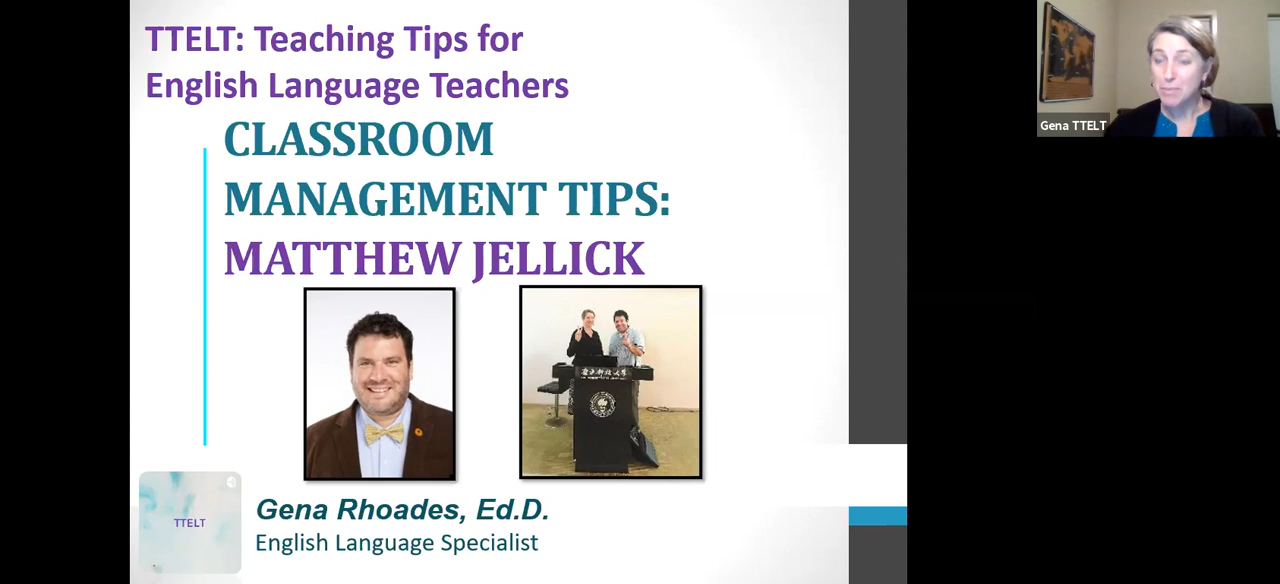 TTELT: Teaching Tips for
English Language Teachers
CLASSROOM
MANAGEMENT TIPS:
MATTHEW JELLICK
TTELT
Gena Rhoades, Ed.D.
English Language Specialist
Gena TTELT